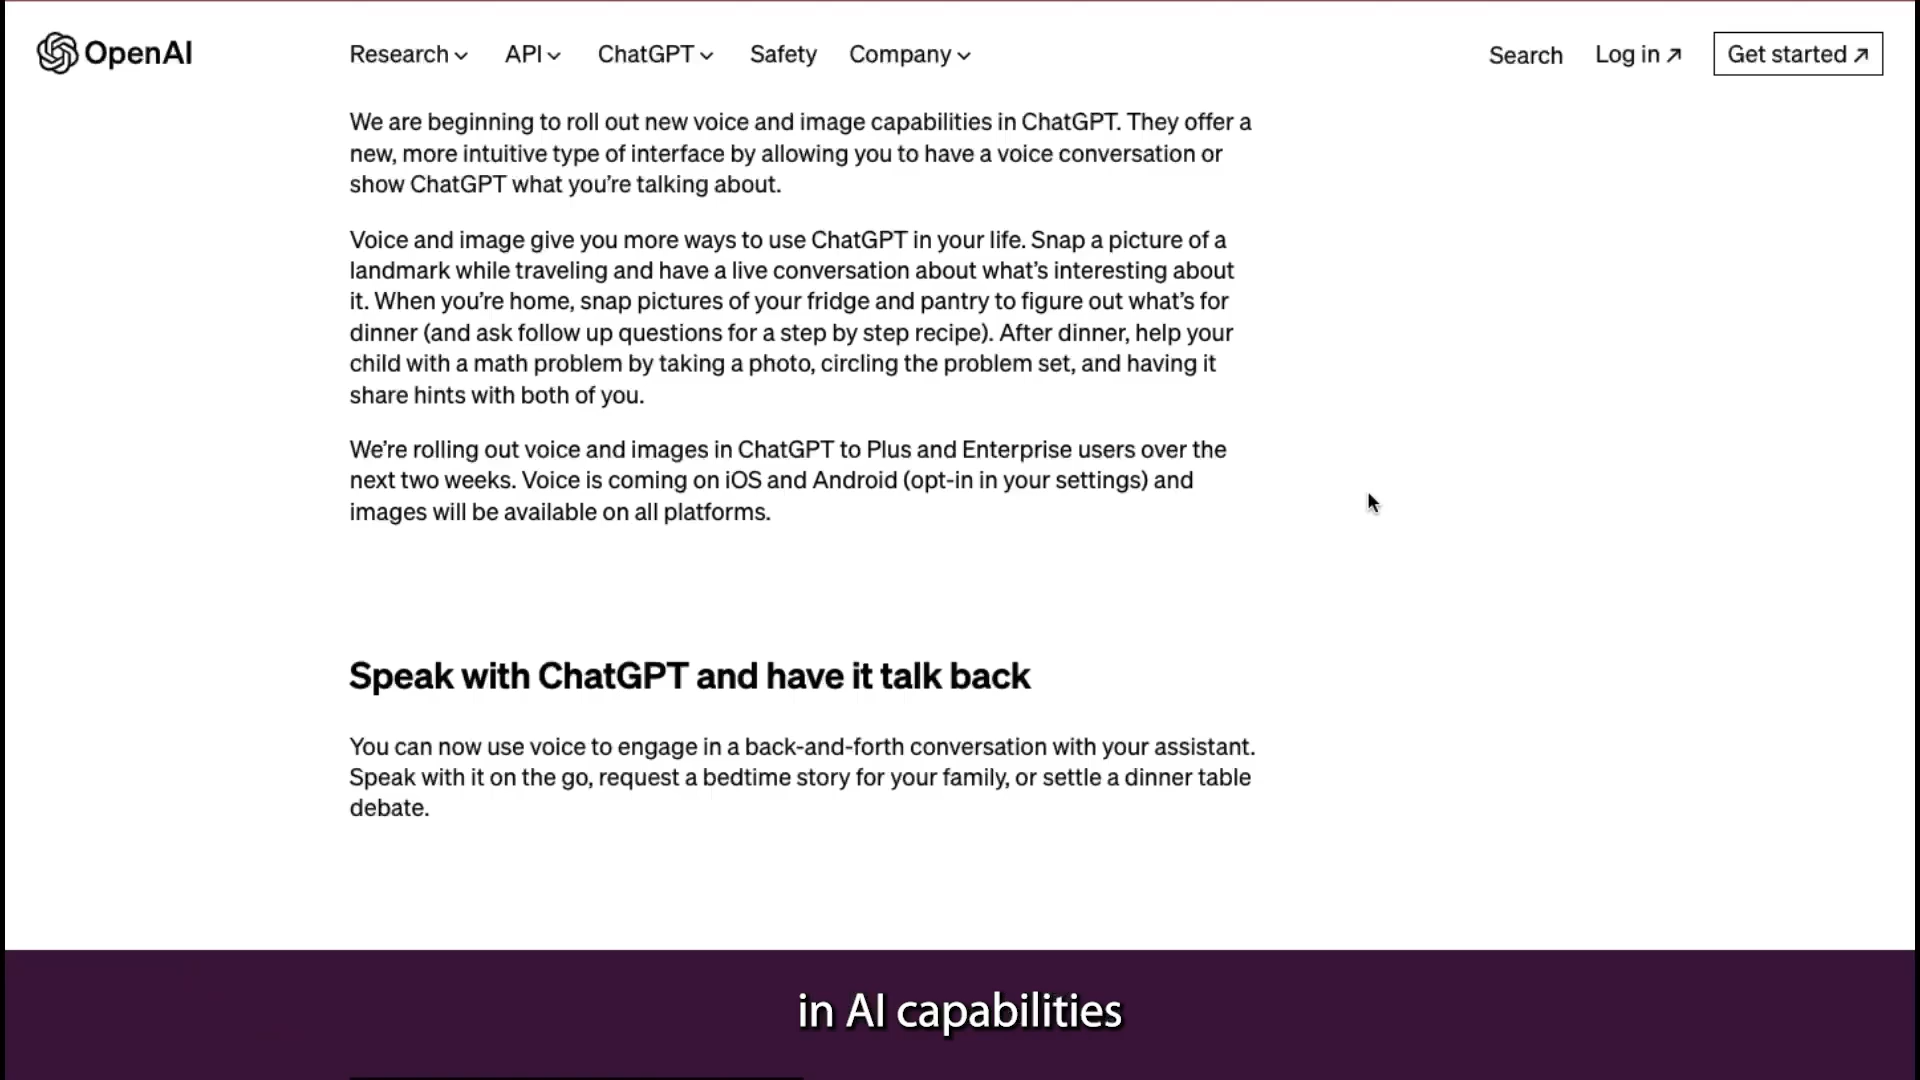 OpenAI
Research API ChatGPT Safety Company Search Log in ↗ Get started ↗
We are beginning to roll out new voice and image capabilities in ChatGPT. They offer a
new, more intuitive type of interface by allowing you to have a voice conversation or
show ChatGPT what you’re talking about.
Voice and image give you more ways to use ChatGPT in your life. Snap a picture of a
landmark while traveling and have a live conversation about what’s interesting about
it. When you’re home, snap pictures of your fridge and pantry to figure out what’s for
dinner (and ask follow up questions for a step by step recipe). After dinner, help your
child with a math problem by taking a photo, circling the problem set, and having it
share hints with both of you.
We’re rolling out voice and images in ChatGPT to Plus and Enterprise users over the
next two weeks. Voice is coming on iOS and Android (opt-in in your settings) and
images will be available on all platforms.
Speak with ChatGPT and have it talk back
You can now use voice to engage in a back-and-forth conversation with your assistant.
Speak with it on the go, request a bedtime story for your family, or settle a dinner table
debate.
in AI capabilities